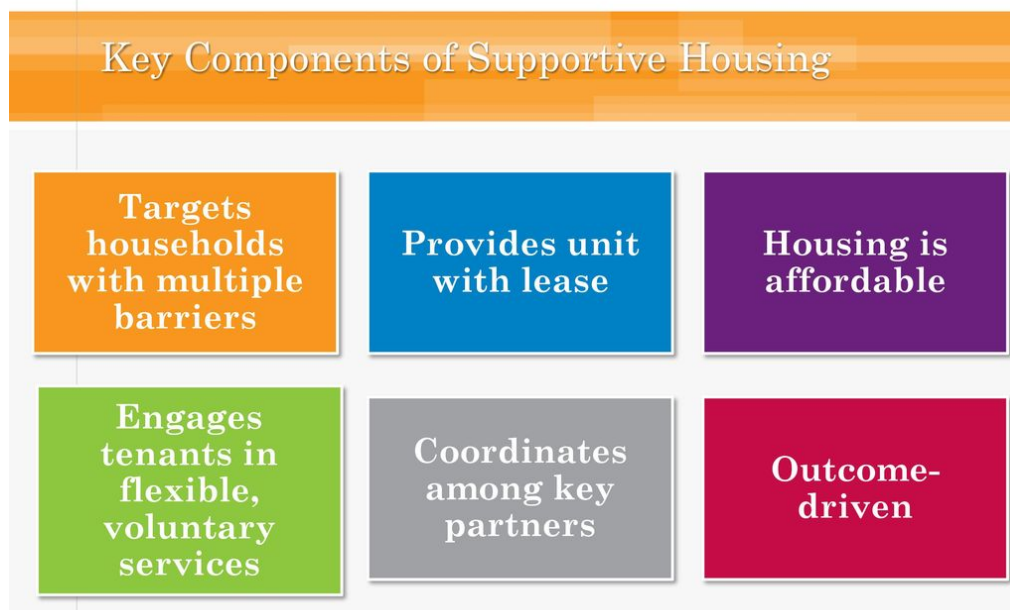 Key Components of Supportive Housing
Targets
households
with multiple
barriers
Provides unit
with lease
Housing is
affordable
Engages
tenants in
flexible,
voluntary
services
Coordinates
among key
partners
Outcome-
driven